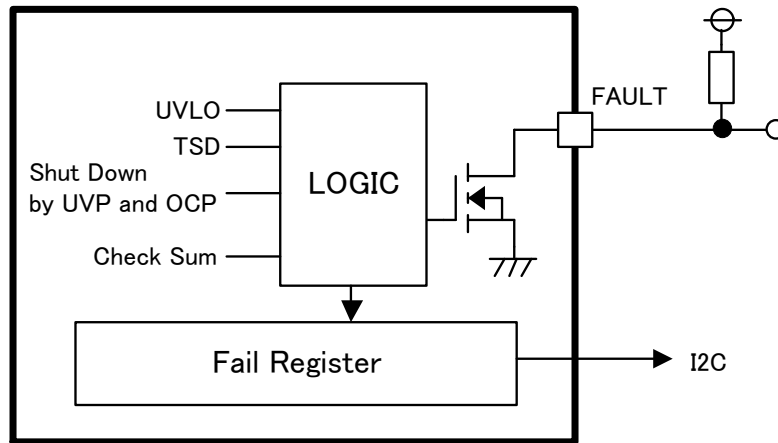 FAULT
UVLO
TSD
Shut Down
by UVP and OCP
LOGIC
Check Sum
Fail Register
I2C